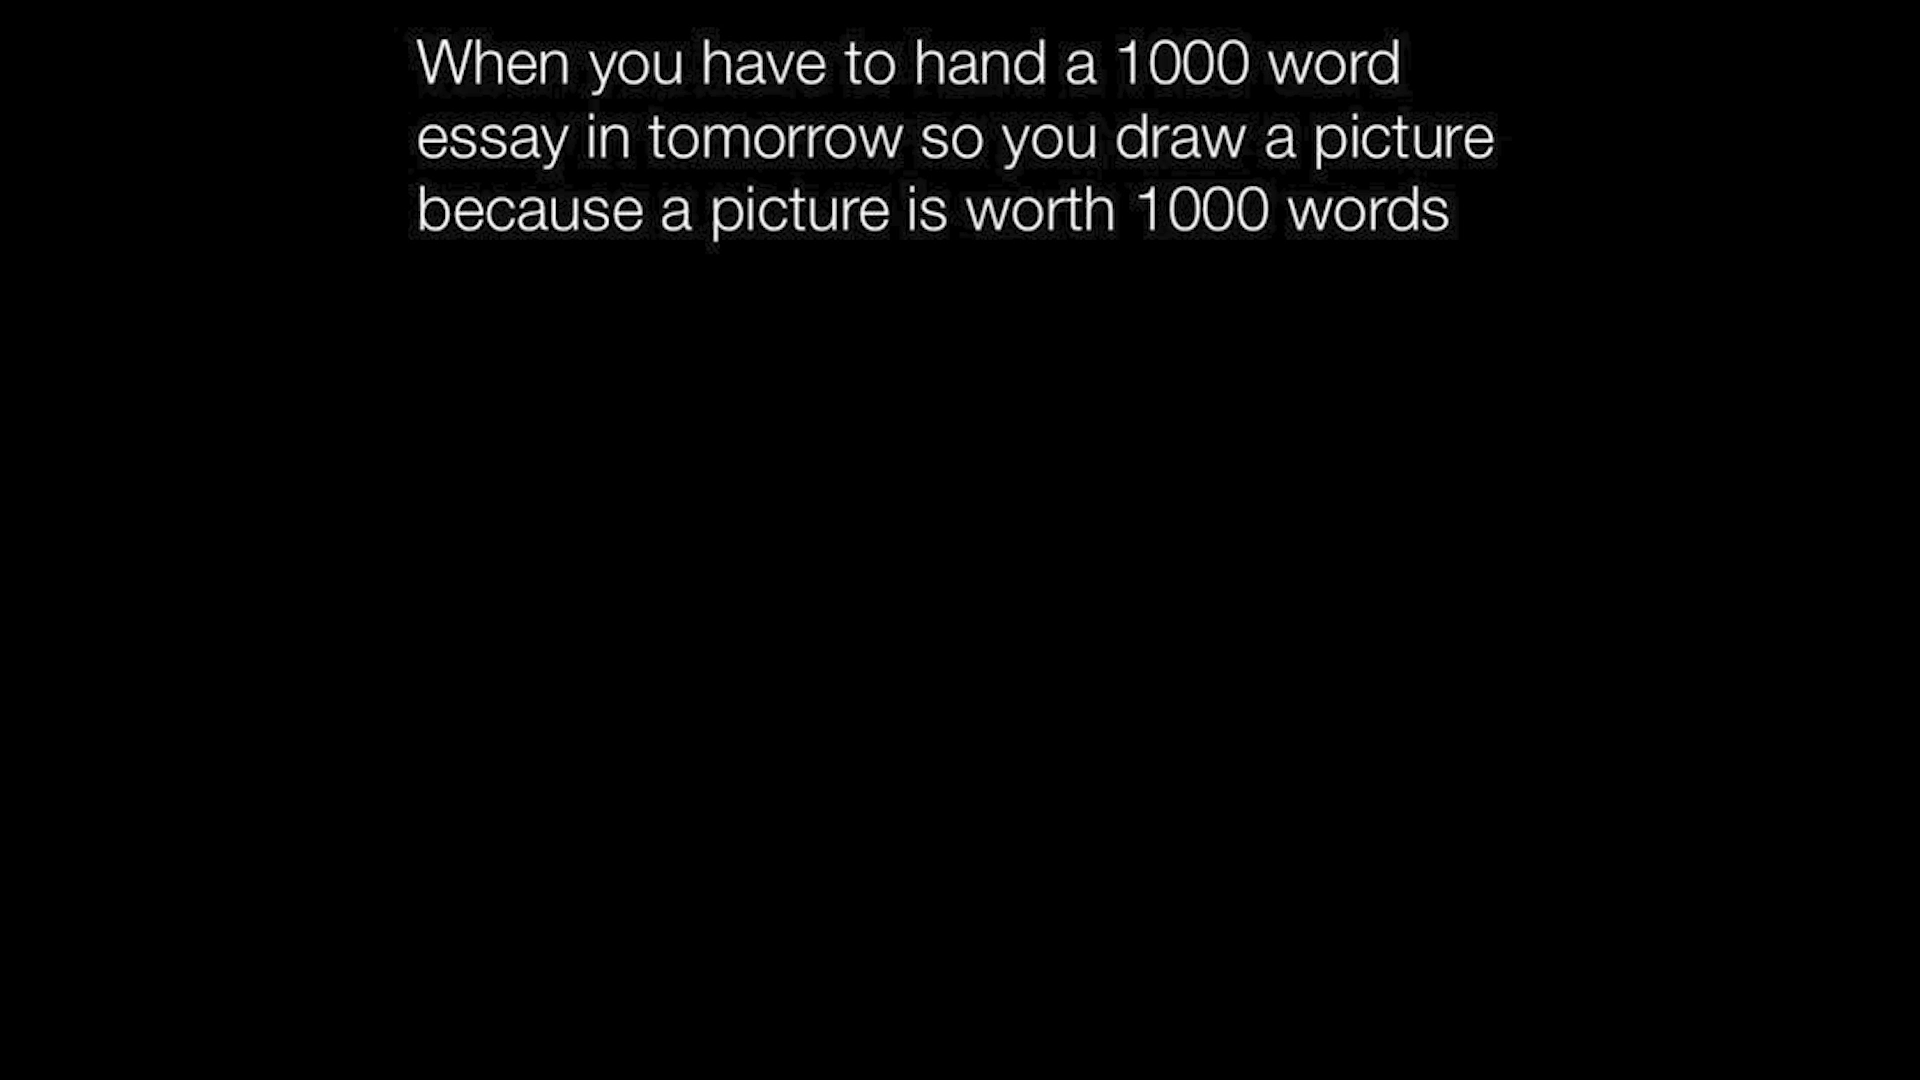 When you have to hand a 1000 word
essay in tomorrow so you draw a picture
because a picture is worth 1000 words